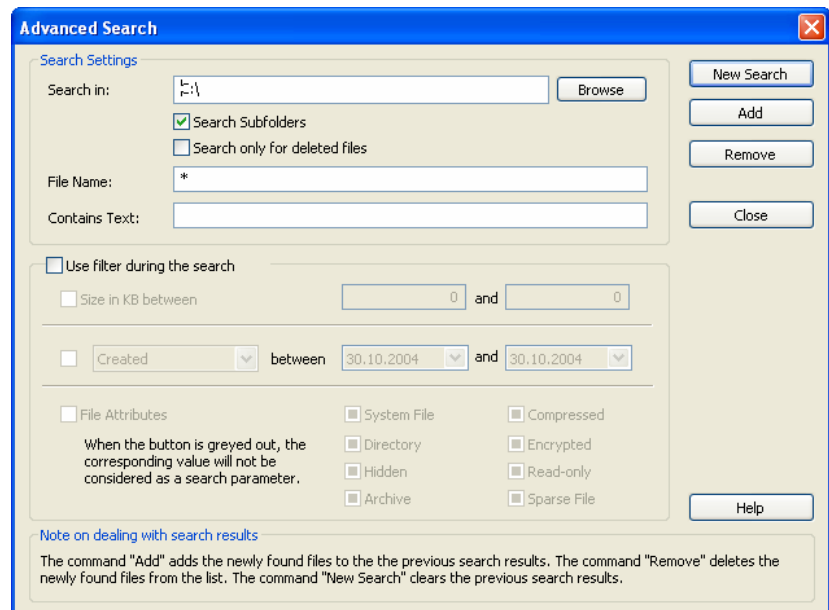 Advanced Search
Search Settings
Search in:
:\
Browse
New Search
Search Subfolders
Add
Search only for deleted files
Remove
File Name:
*
Contains Text:
Close
Use filter during the search
Size in KB between 0 and 0
Created between 30.10.2004 and 30.10.2004
File Attributes System File Compressed
When the button is greyed out, the Directory Encrypted
corresponding value will not be Hidden Read-only
considered as a search parameter. Archive Sparse File
Help
Note on dealing with search results
The command "Add" adds the newly found files to the the previous search results. The command "Remove" deletes the
newly found files from the list. The command "New Search" clears the previous search results.